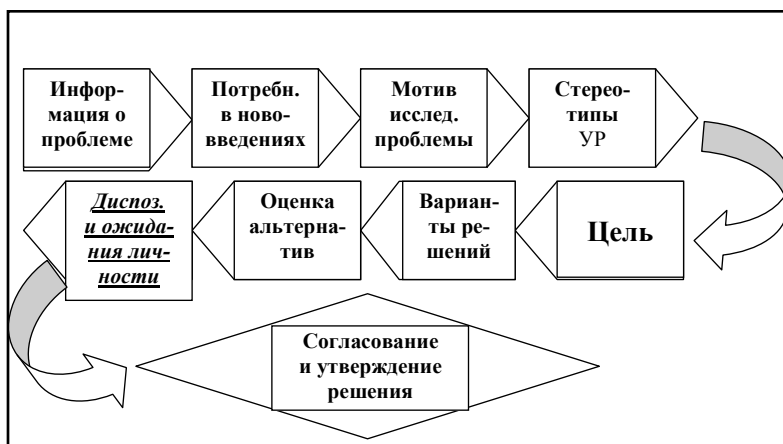 Инфор-
мация о
проблеме
Потребн.
в ново-
введениях
Мотив
исслед.
проблемы
Стерео-
типы
УР
Цель
Вариан-
ты ре-
шений
Оценка
альтерна-
тив
Диспоз.
и ожида-
ния лич-
ности
Согласование
и утверждение
решения